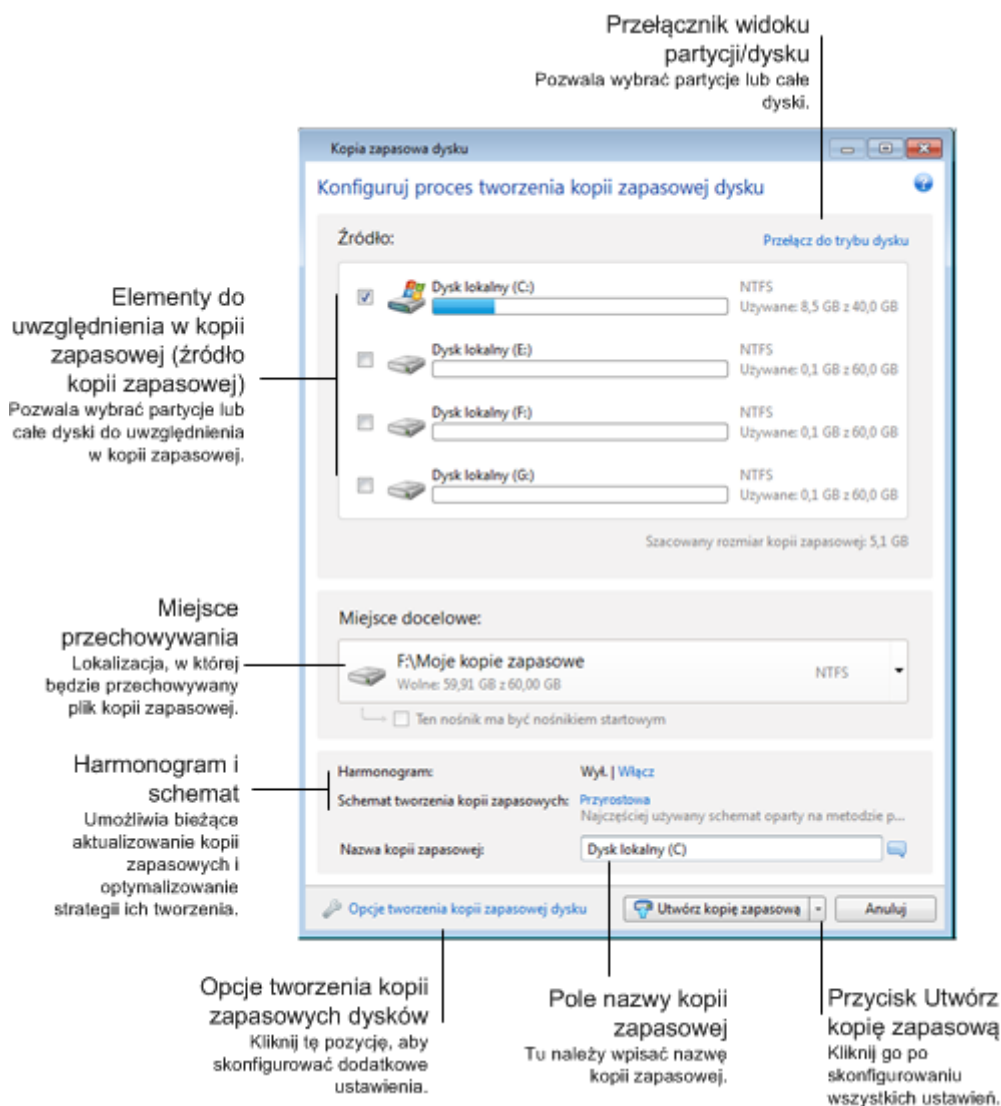 Przełącznik widoku
partycji/dysku
Pozwala wybrać partycje lub całe
dyski.
Kopia zapasowa dysku
Konfiguruj proces tworzenia kopii zapasowej dysku
Źródło:
Przełącz do trybu dysku
Dysk lokalny (C:)
NTFS
Używane: 8,5 GB z 40,0 GB
Dysk lokalny (E:)
NTFS
Używane: 0,1 GB z 60,0 GB
Dysk lokalny (F:)
NTFS
Używane: 0,1 GB z 60,0 GB
Dysk lokalny (G:)
NTFS
Używane: 0,1 GB z 60,0 GB
Szacowany rozmiar kopii zapasowej: 5,1 GB
Elementy do
uwzględnienia w kopii
zapasowej (źródło
kopii zapasowej)
Pozwala wybrać partycje lub
całe dyski do uwzględnienia
w kopii zapasowej.
Miejsce docelowe:
F:\Moje kopie zapasowe
Wolne: 59,91 GB z 60,00 GB
NTFS
Ten nośnik ma być nośnikiem startowym
Miejsce
przechowywania
Lokalizacja, w której
będzie przechowywany
plik kopii zapasowej.
Harmonogram: Wył. | Włącz
Schemat tworzenia kopii zapasowych: Przyrostowa
Najczęściej używany schemat oparty na metodzie p...
Nazwa kopii zapasowej: Dysk lokalny (C)
Harmonogram i
schemat
Umożliwia bieżące
aktualizowanie kopii
zapasowych i
optymalizowanie
strategii ich tworzenia.
Opcje tworzenia kopii zapasowej dysku
Utwórz kopię zapasową
Anuluj
Opcje tworzenia kopii
zapasowych dysków
Kliknij tę pozycję, aby
skonfigurować dodatkowe
ustawienia.
Pole nazwy kopii
zapasowej
Tu należy wpisać nazwę
kopii zapasowej.
Przycisk Utwórz
kopię zapasową
Kliknij go po
skonfigurowaniu
wszystkich ustawień.